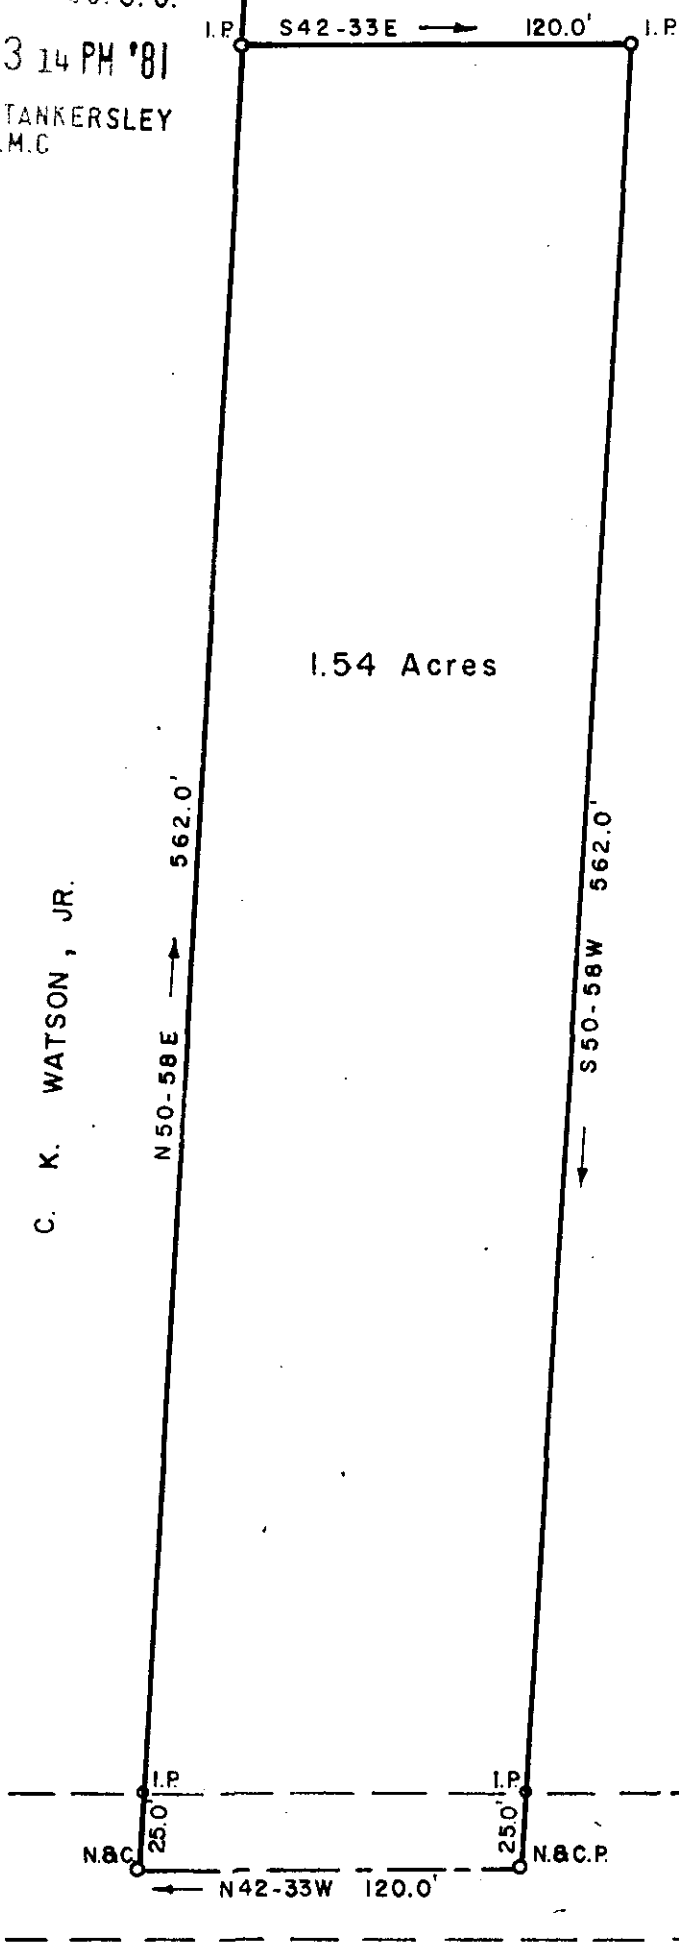 I.P. S42-33E 120.0' I.P.
3 14 PM '81
TANKERSLEY
.M.C
1.54 Acres
562.0'
N50-58E
562.0'
S50-58W
C. K. WATSON, JR.
I.P. I.P.
25.0' 25.0'
N.&C. N.&C.P.
N42-33W 120.0'